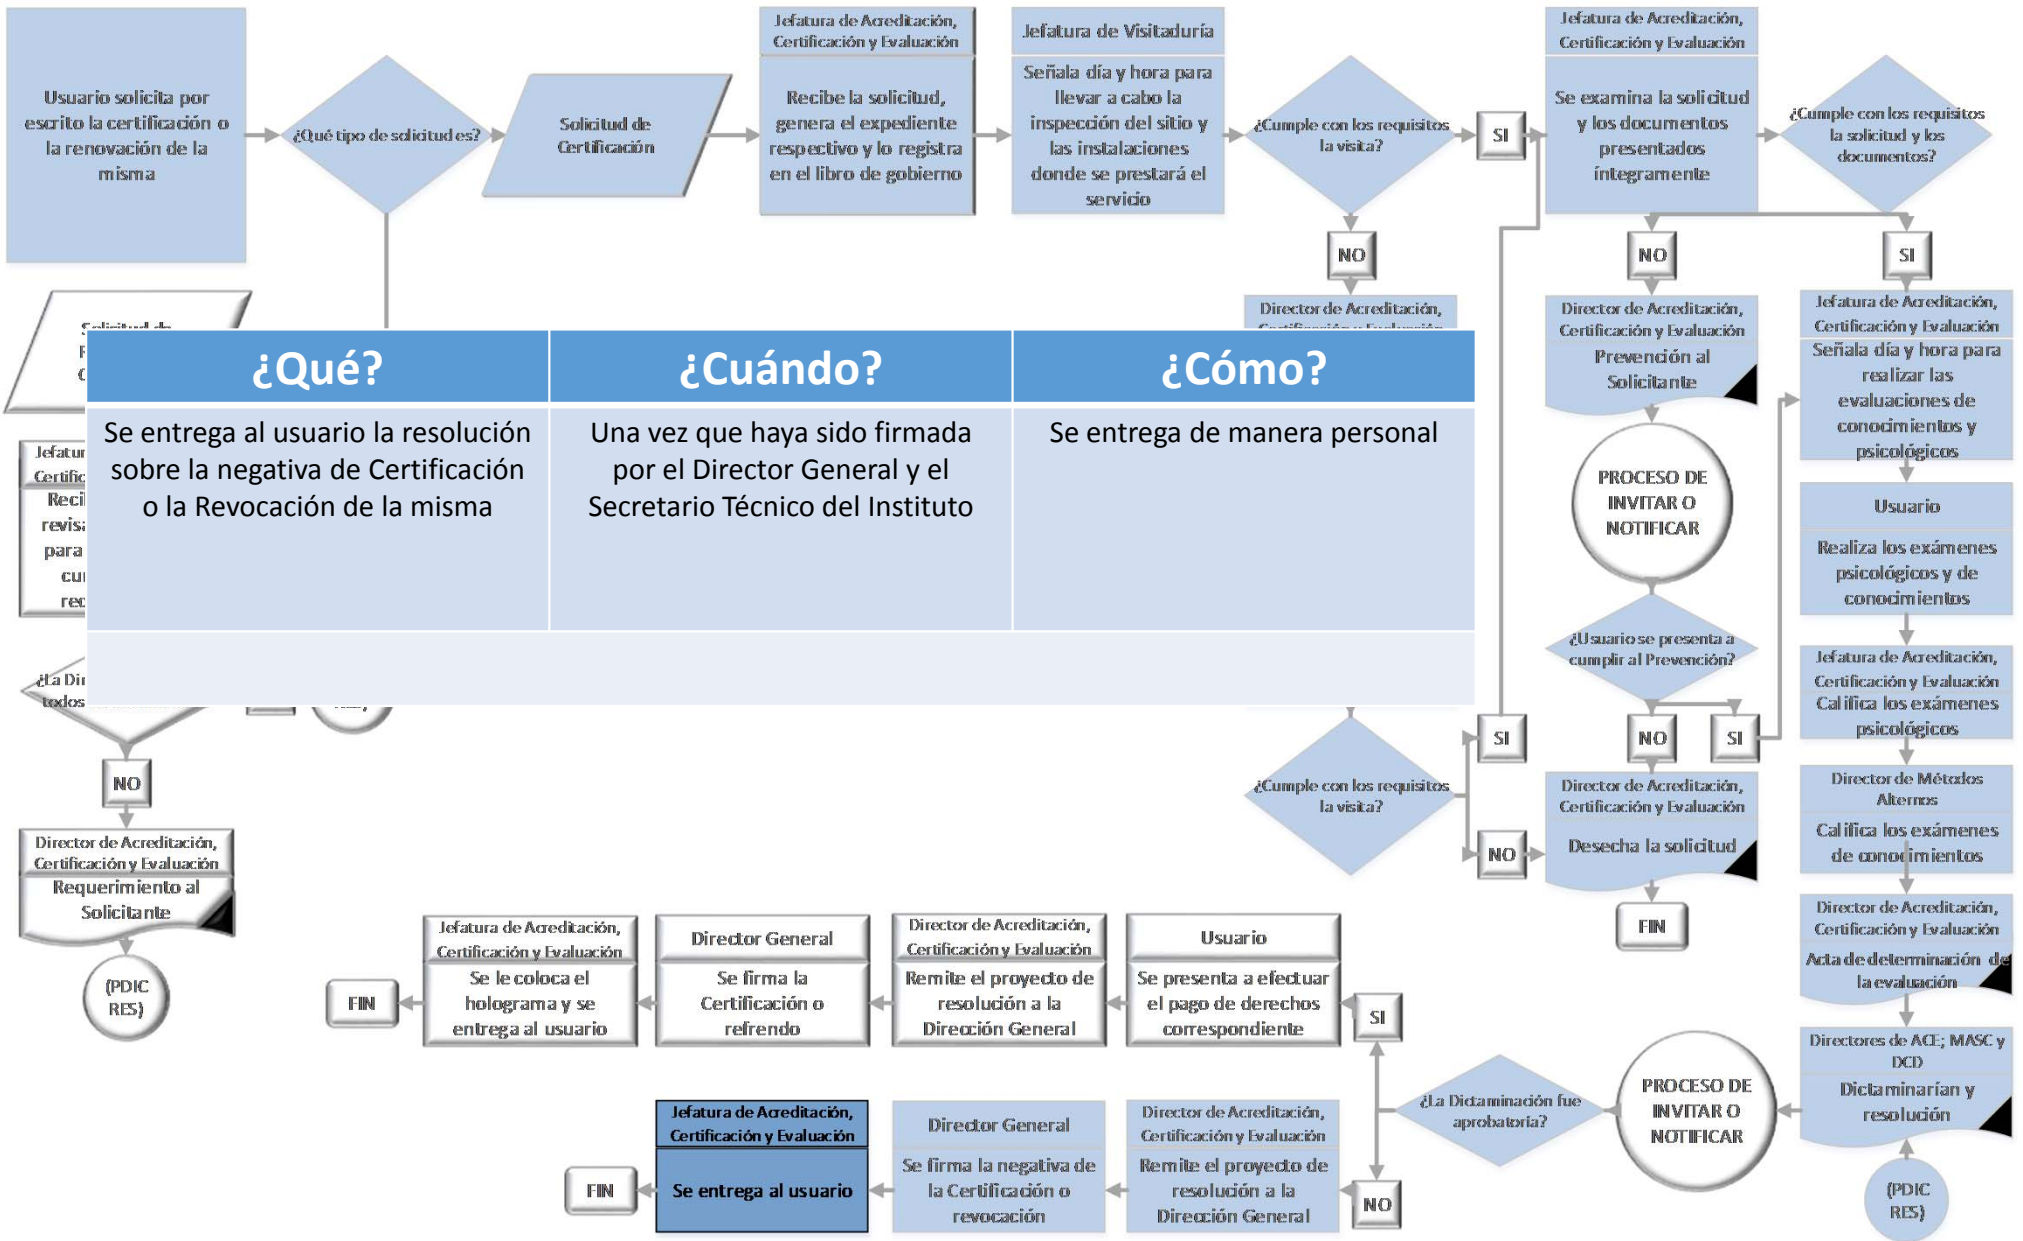 Usuario solicita por
escrito la certificación o
la renovación de la
misma
¿Qué tipo de solicitud es?
Solicitud de
Certificación
Jefatura de Acreditación,
Certificación y Evaluación
Recibe la solicitud,
genera el expediente
respectivo y lo registra
en el libro de gobierno
Jefatura de Visitaduría
Señala día y hora para
llevar a cabo la
inspección del sitio y
las instalaciones
donde se prestará el
servicio
¿Cumple con los requisitos
la visita?
SI
NO
Jefatura de Acreditación,
Certificación y Evaluación
Se examina la solicitud
y los documentos
presentados
íntegramente
¿Cumple con los requisitos
la solicitud y los
documentos?
NO
SI
Director de Acreditación,
Director de Acreditación,
Certificación y Evaluación
Prevención al
Solicitante
PROCESO DE
INVITAR O
NOTIFICAR
¿Usuario se presenta a
cumplir al Prevención?
NO
SI
Jefatura de Acreditación,
Certificación y Evaluación
Señala día y hora para
realizar las
evaluaciones de
conocimientos y
psicológicos
Usuario
Realiza los exámenes
psicológicos y de
conocimientos
Jefatura de Acreditación,
Certificación y Evaluación
Califica los exámenes
psicológicos
Director de Métodos
Alternos
Califica los exámenes
de conocimientos
Director de Acreditación,
Certificación y Evaluación
Acta de determinación de
la evaluación
Directores de ACE; MASC y
DCD
Dictaminarían y
resolución
(PDIC
RES)
¿Qué?
¿Cuándo?
¿Cómo?
Se entrega al usuario la resolución
sobre la negativa de Certificación
o la Revocación de la misma
Una vez que haya sido firmada
por el Director General y el
Secretario Técnico del Instituto
Se entrega de manera personal
Solicitud de
para
¿La
todos
NO
Director de Acreditación,
Certificación y Evaluación
Requerimiento al
Solicitante
(PDIC
RES)
¿Cumple con los requisitos
la visita?
SI
NO
Director de Acreditación,
Certificación y Evaluación
Desecha la solicitud
FIN
FIN
Jefatura de Acreditación,
Certificación y Evaluación
Se le coloca el
holograma y se
entrega al usuario
Director General
Se firma la
Certificación o
refrendo
Director de Acreditación,
Certificación y Evaluación
Remite el proyecto de
resolución a la
Dirección General
Usuario
Se presenta a efectuar
el pago de derechos
correspondiente
SI
¿La Dictaminación fue
aprobatoria?
PROCESO DE
INVITAR O
NOTIFICAR
FIN
Jefatura de Acreditación,
Certificación y Evaluación
Se entrega al usuario
Director General
Se firma la negativa de
la Certificación o
revocación
Director de Acreditación,
Certificación y Evaluación
Remite el proyecto de
resolución a la
Dirección General
NO